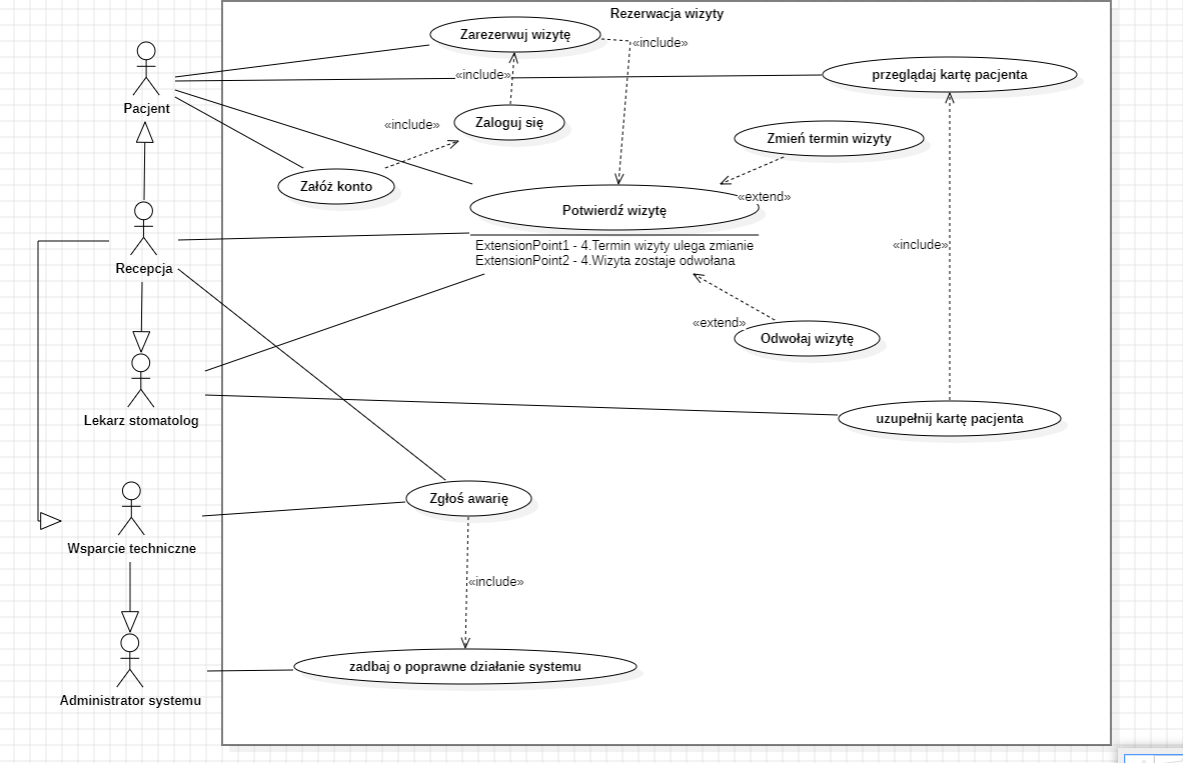 Rezerwacja wizyty
Zarezerwuj wizytę
«include»
«include»
przeglądaj kartę pacjenta
Pacjent
Zaloguj się
«include»
Zmień termin wizyty
Załóż konto
«extend»
Potwierdź wizytę
ExtensionPoint1 - 4.Termin wizyty ulega zmianie
ExtensionPoint2 - 4.Wizyta zostaje odwołana
«include»
Recepcja
«extend»
Odwołaj wizytę
Lekarz stomatolog
uzupełnij kartę pacjenta
Zgłoś awarię
Wsparcie techniczne
«include»
zadbaj o poprawne działanie systemu
Administrator systemu